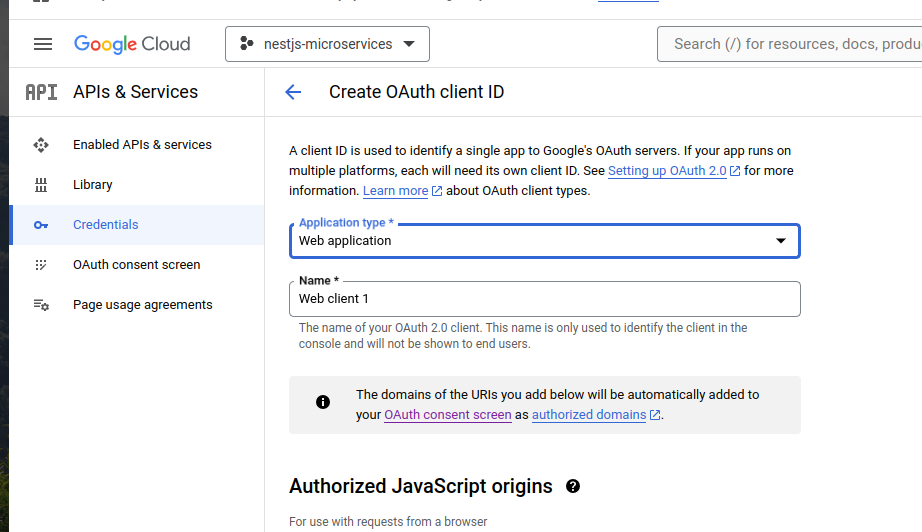 Google Cloud
nestjs-microservices
Search (/) for resources, docs, produ
API APIs & Services
Create OAuth client ID
Enabled APIs & services
Library
Credentials
OAuth consent screen
Page usage agreements
A client ID is used to identify a single app to Google's OAuth servers. If your app runs on
multiple platforms, each will need its own client ID. See Setting up OAuth 2.0 for more
information. Learn more about OAuth client types.
Application type *
Web application
Name *
Web client 1
The name of your OAuth 2.0 client. This name is only used to identify the client in the
console and will not be shown to end users.
The domains of the URIs you add below will be automatically added to
your OAuth consent screen as authorized domains.
Authorized JavaScript origins
For use with requests from a browser